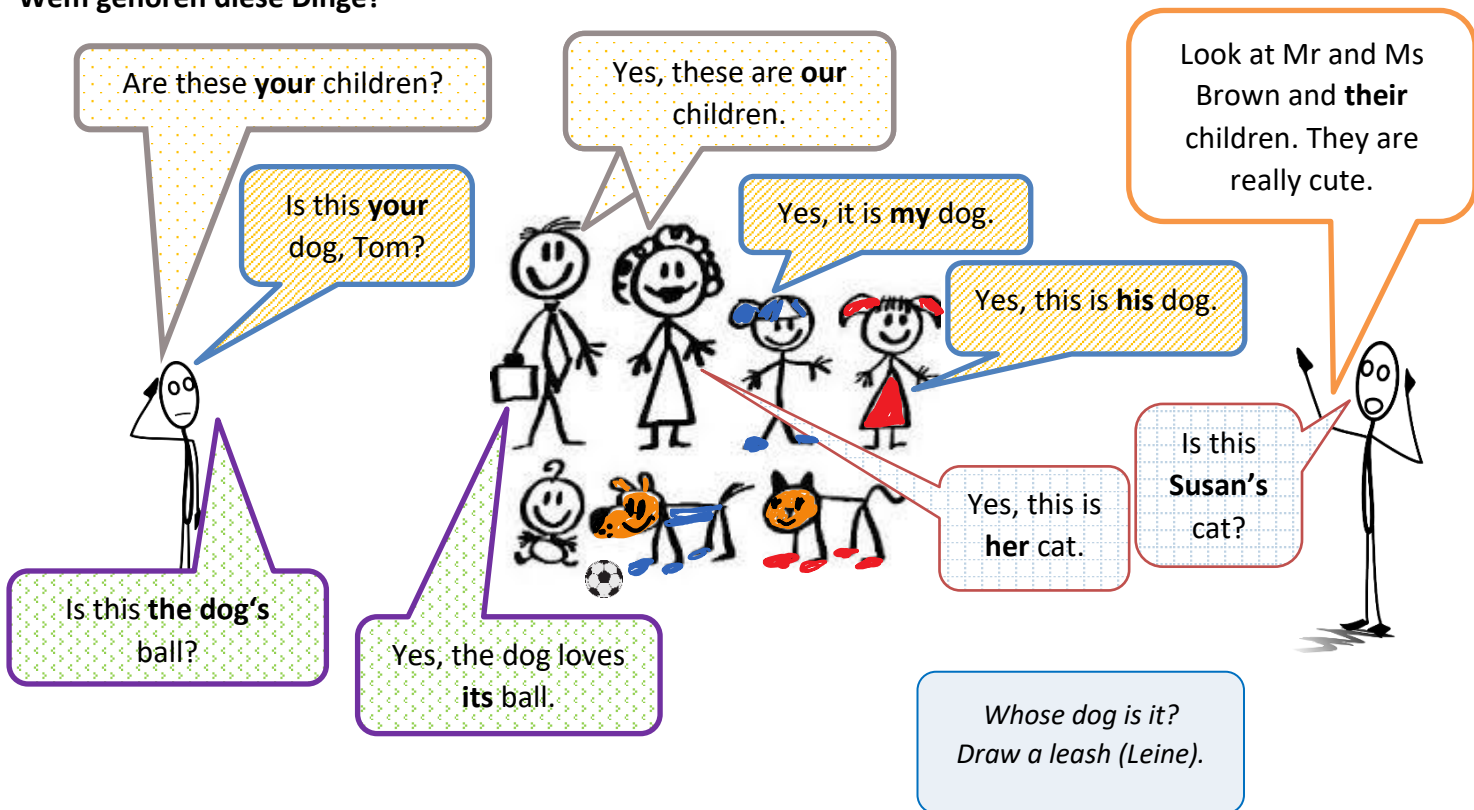 Wem gehören diese Dinge?
Are these your children?
Yes, these are our
children.
Look at Mr and Ms
Brown and their
children. They are
really cute.
Is this your
dog, Tom?
Yes, it is my dog.
Yes, this is his dog.
Is this
Susan's
cat?
Yes, this is
her cat.
Is this the dog‘s
ball?
Yes, the dog loves
its ball.
Whose dog is it?
Draw a leash (Leine).